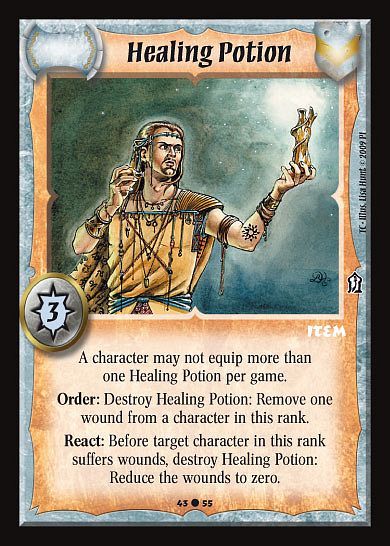 Healing Potion
TC • Illus. Lisa Hunt © 2009 P1
3
ITEM
A character may not equip more than
one Healing Potion per game.
Order: Destroy Healing Potion: Remove one
wound from a character in this rank.
React: Before target character in this rank
suffers wounds, destroy Healing Potion:
Reduce the wounds to zero.
43 ● 55